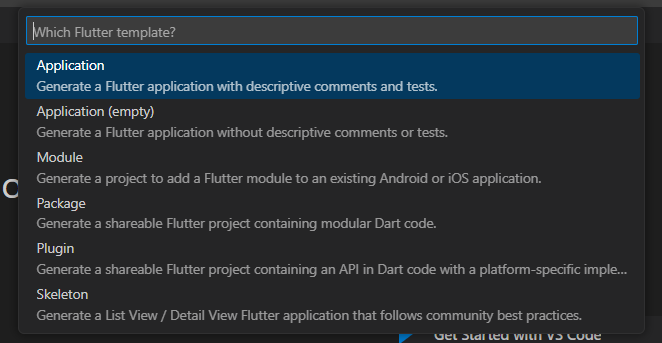 Which Flutter template?
Application
Generate a Flutter application with descriptive comments and tests.
Application (empty)
Generate a Flutter application without descriptive comments or tests.
Module
Generate a project to add a Flutter module to an existing Android or iOS application.
Package
Generate a shareable Flutter project containing modular Dart code.
Plugin
Generate a shareable Flutter project containing an API in Dart code with a platform-specific imple...
Skeleton
Generate a List View / Detail View Flutter application that follows community best practices.
Get Started with VS Code